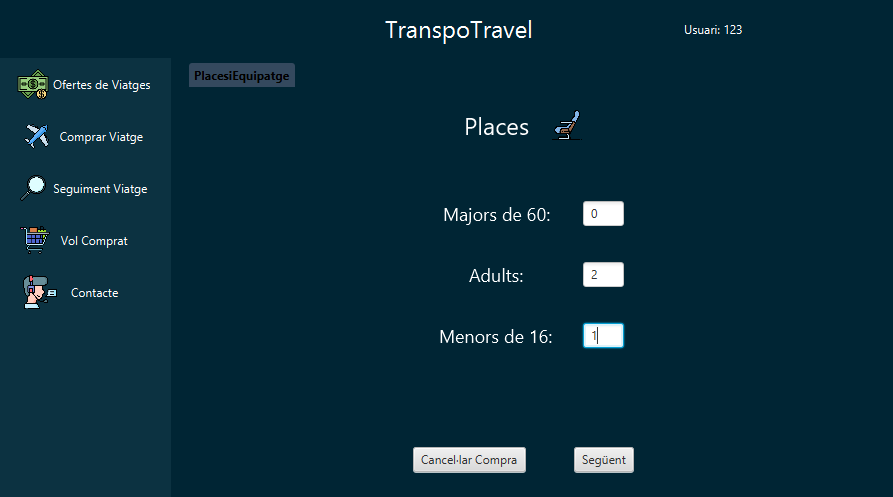 TranspoTravel
Usuari: 123
Ofertes de Viatges
Comprar Viatge
Seguiment Viatge
Vol Comprat
Contacte
PlacesiEquipatge
Places
Majors de 60: 0
Adults: 2
Menors de 16: 1
Cancel·lar Compra
Següent